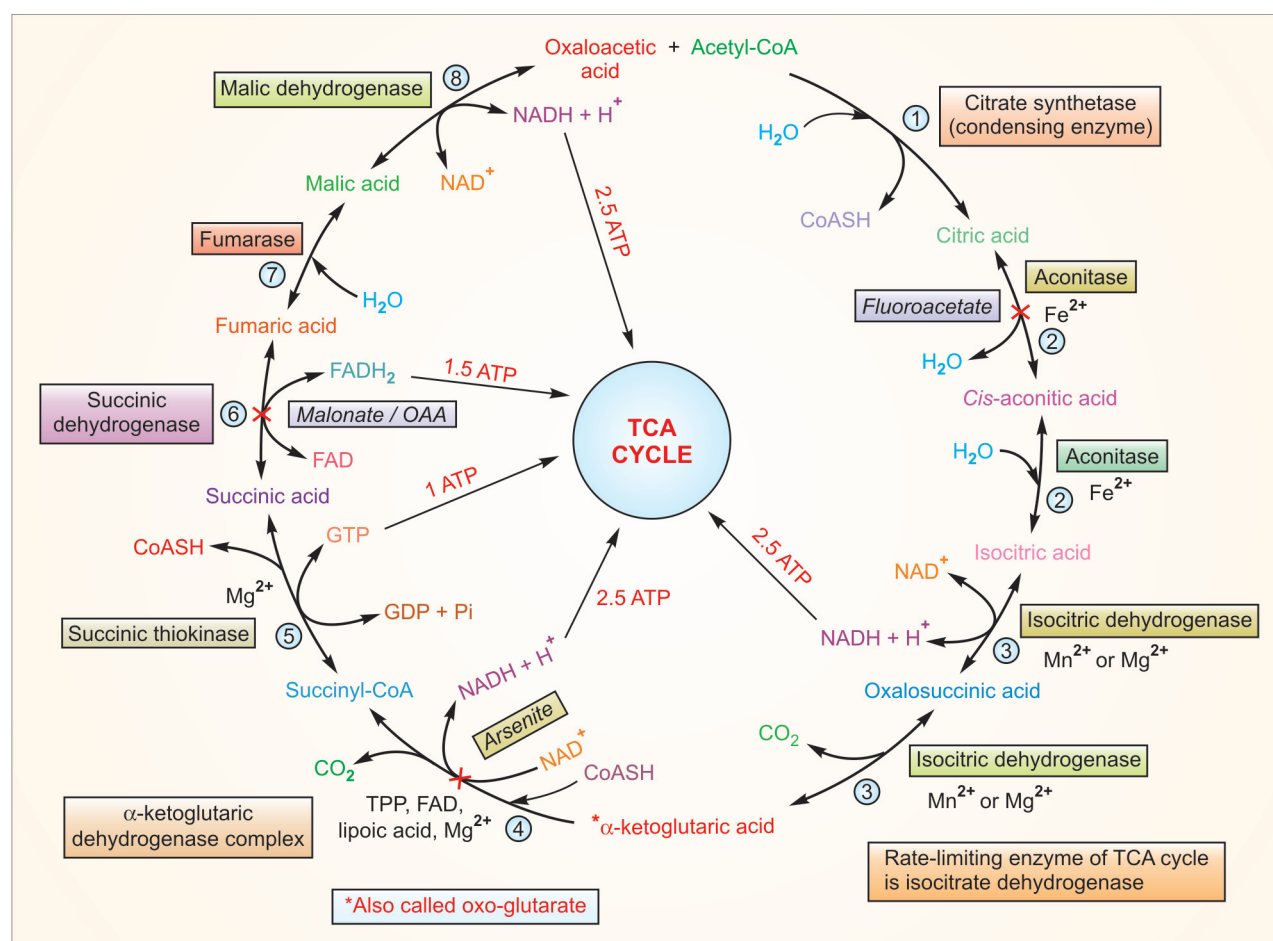 Oxaloacetic + Acetyl-CoA
acid
8
Malic dehydrogenase
NADH + H+
NAD+
1
Citrate synthetase
(condensing enzyme)
H2O
CoASH
Citric acid
Malic acid
2.5 ATP
Fumarase
7
H2O
Fumaric acid
Aconitase
Fluoroacetate
Fe2+
2
H2O
Cis-aconitic acid
FADH2
1.5 ATP
Succinic
dehydrogenase
6
Malonate / OAA
FAD
Succinic acid
TCA
CYCLE
H2O
Aconitase
2
Fe2+
Isocitric acid
1 ATP
GTP
CoASH
Mg2+
GDP + Pi
Succinic thiokinase
5
Succinyl-CoA
2.5 ATP
NADH + H+
2.5 ATP
NAD+
NADH + H+
Isocitric dehydrogenase
3
Mn2+ or Mg2+
Oxalosuccinic acid
CO2
Isocitric dehydrogenase
3
Mn2+ or Mg2+
Arsenite
NAD+
CoASH
CO2
TPP, FAD,
lipoic acid, Mg2+
4
*α-ketoglutaric acid
α-ketoglutaric
dehydrogenase complex
Rate-limiting enzyme of TCA cycle
is isocitrate dehydrogenase
*Also called oxo-glutarate